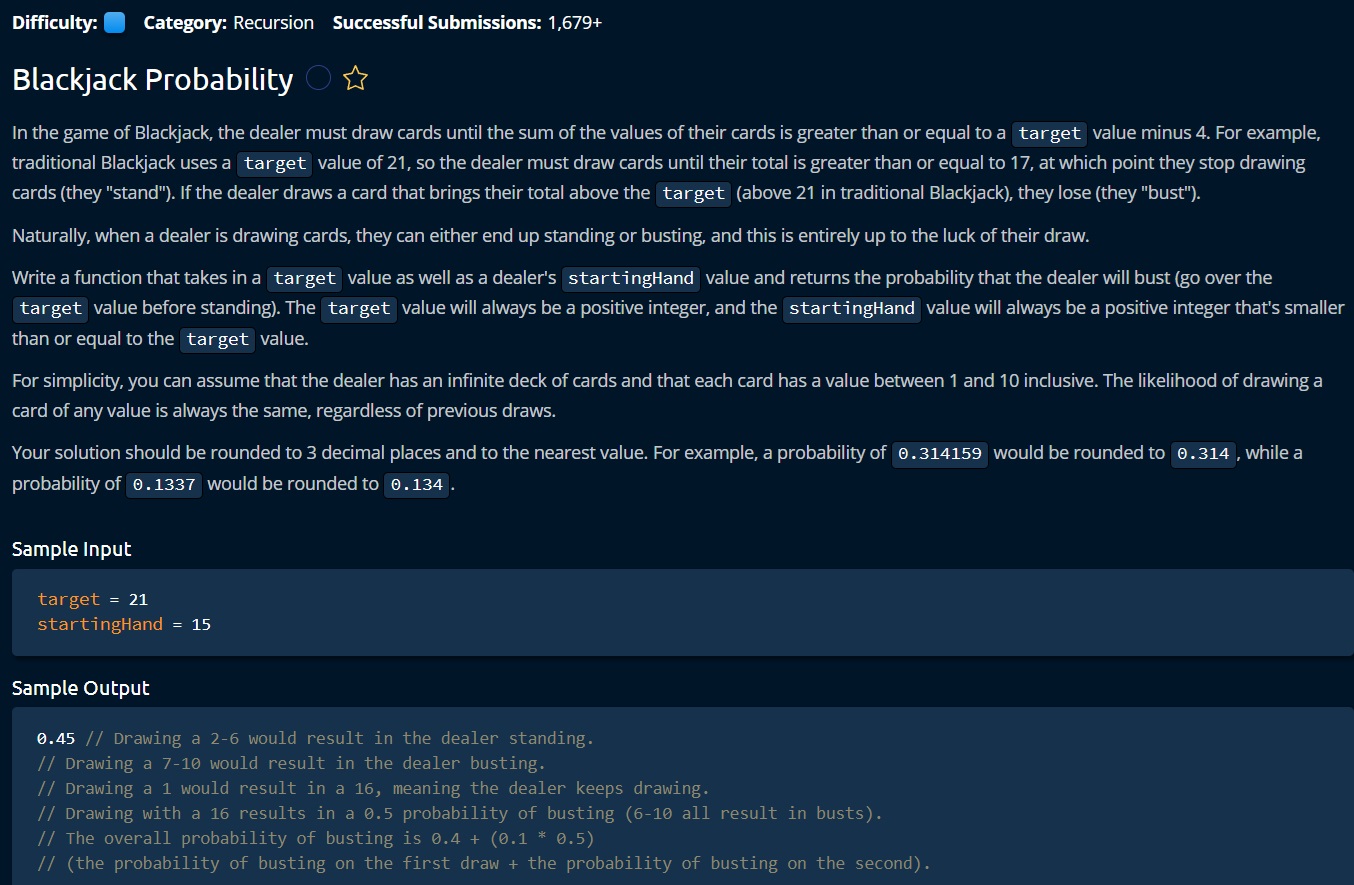 Difficulty: Category: Recursion Successful Submissions: 1,679+
Blackjack Probability
In the game of Blackjack, the dealer must draw cards until the sum of the values of their cards is greater than or equal to a target value minus 4. For example,
traditional Blackjack uses a target value of 21, so the dealer must draw cards until their total is greater than or equal to 17, at which point they stop drawing
cards (they "stand"). If the dealer draws a card that brings their total above the target (above 21 in traditional Blackjack), they lose (they "bust").
Naturally, when a dealer is drawing cards, they can either end up standing or busting, and this is entirely up to the luck of their draw.
Write a function that takes in a target value as well as a dealer's startingHand value and returns the probability that the dealer will bust (go over the
target value before standing). The target value will always be a positive integer, and the startingHand value will always be a positive integer that's smaller
than or equal to the target value.
For simplicity, you can assume that the dealer has an infinite deck of cards and that each card has a value between 1 and 10 inclusive. The likelihood of drawing a
card of any value is always the same, regardless of previous draws.
Your solution should be rounded to 3 decimal places and to the nearest value. For example, a probability of 0.314159 would be rounded to 0.314, while a
probability of 0.1337 would be rounded to 0.134.
Sample Input
target = 21
startingHand = 15
Sample Output
0.45 // Drawing a 2-6 would result in the dealer standing.
// Drawing a 7-10 would result in the dealer busting.
// Drawing a 1 would result in a 16, meaning the dealer keeps drawing.
// Drawing with a 16 results in a 0.5 probability of busting (6-10 all result in busts).
// The overall probability of busting is 0.4 + (0.1 * 0.5)
// (the probability of busting on the first draw + the probability of busting on the second).